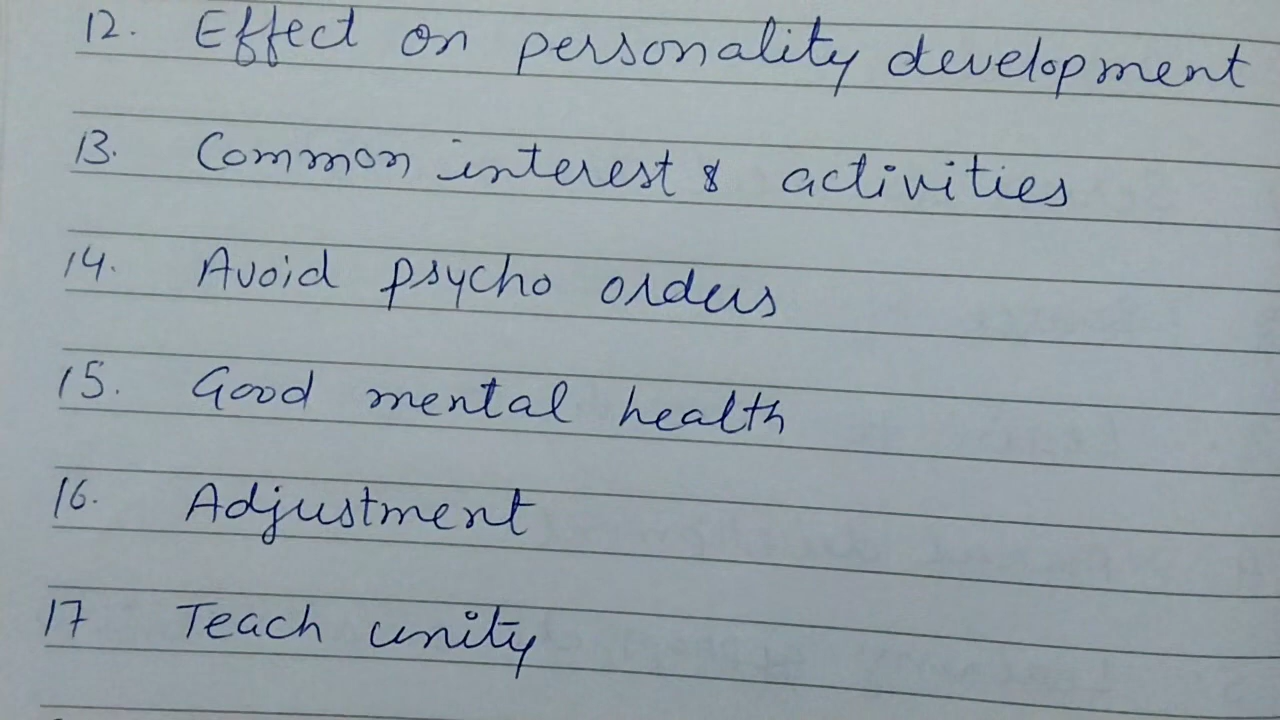 12. Effect on personality development
13. Common interest & activities
14. Avoid psycho orders
15. Good mental health
16. Adjustment
17 Teach unity